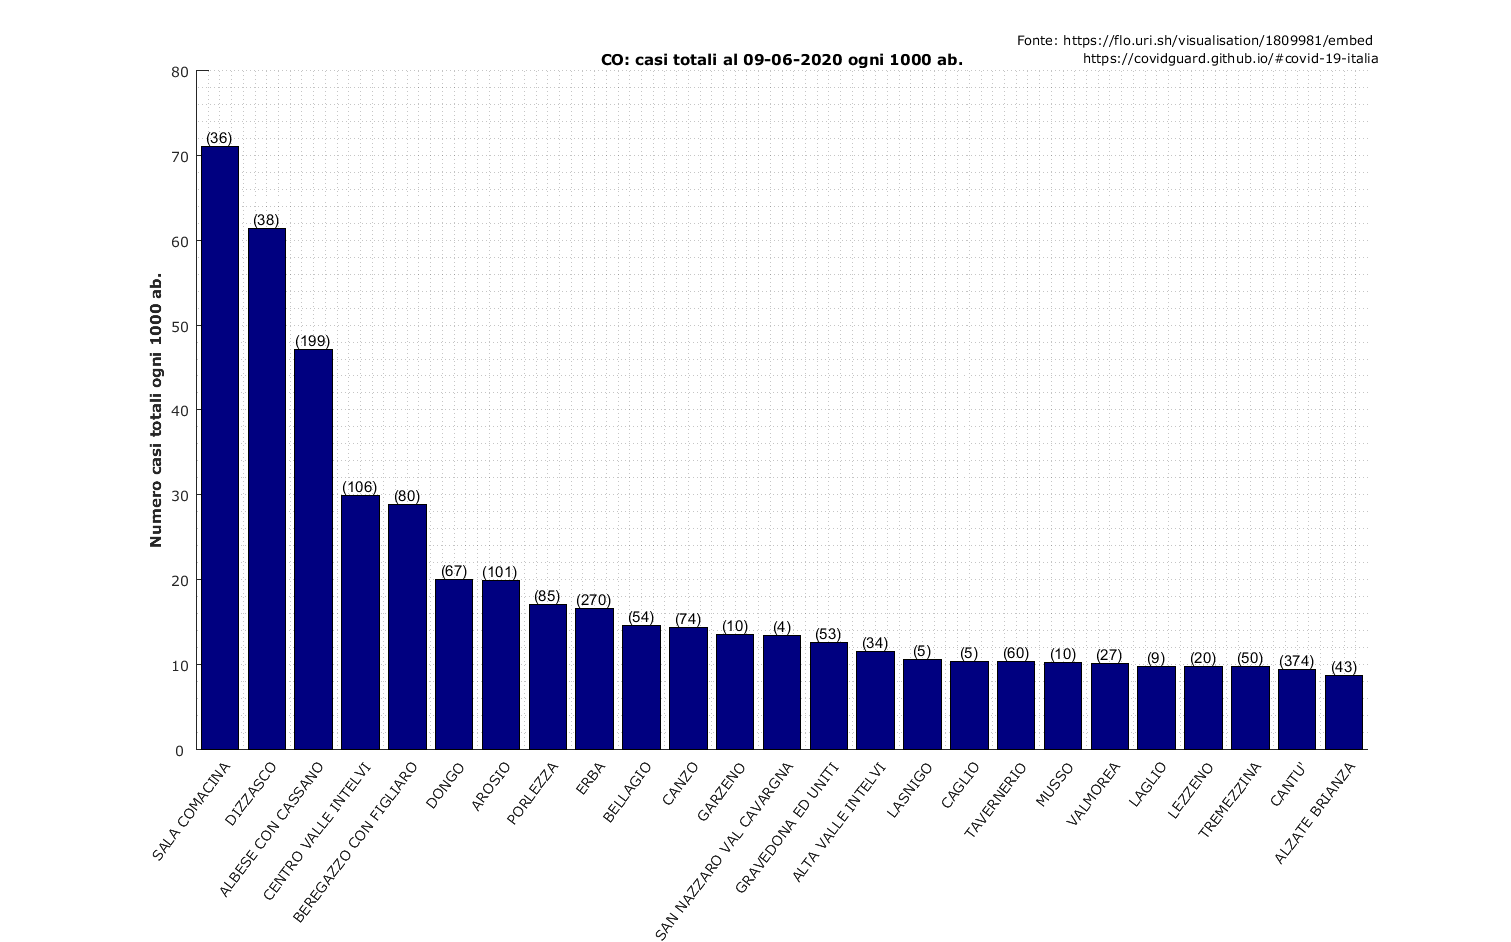 Fonte: https://flo.uri.sh/visualisation/1809981/embed
https://covidguard.github.io/#covid-19-italia
CO: casi totali al 09-06-2020 ogni 1000 ab.
Numero casi totali ogni 1000 ab.
80
70
60
50
40
30
20
10
0
(36)
(38)
(199)
(106)
(80)
(67)
(101)
(85)
(270)
(54)
(74)
(10)
(4)
(53)
(34)
(5)
(5)
(60)
(10)
(27)
(9)
(20)
(50)
(374)
(43)
SALA COMACINA
DIZZASCO
ALBESE CON CASSANO
CENTRO VALLE INTELVI
BEREGAZZO CON FIGLIARO
DONGO
AROSIO
PORLEZZA
ERBA
BELLAGIO
CANZO
GARZENO
SAN NAZZARO VAL CAVARGNA
GRAVEDONA ED UNITI
ALTA VALLE INTELVI
LASNIGO
CAGLIO
TAVERNERIO
MUSSO
VALMOREA
LAGLIO
LEZZENO
TREMEZZINA
CANTU'
ALZATE BRIANZA